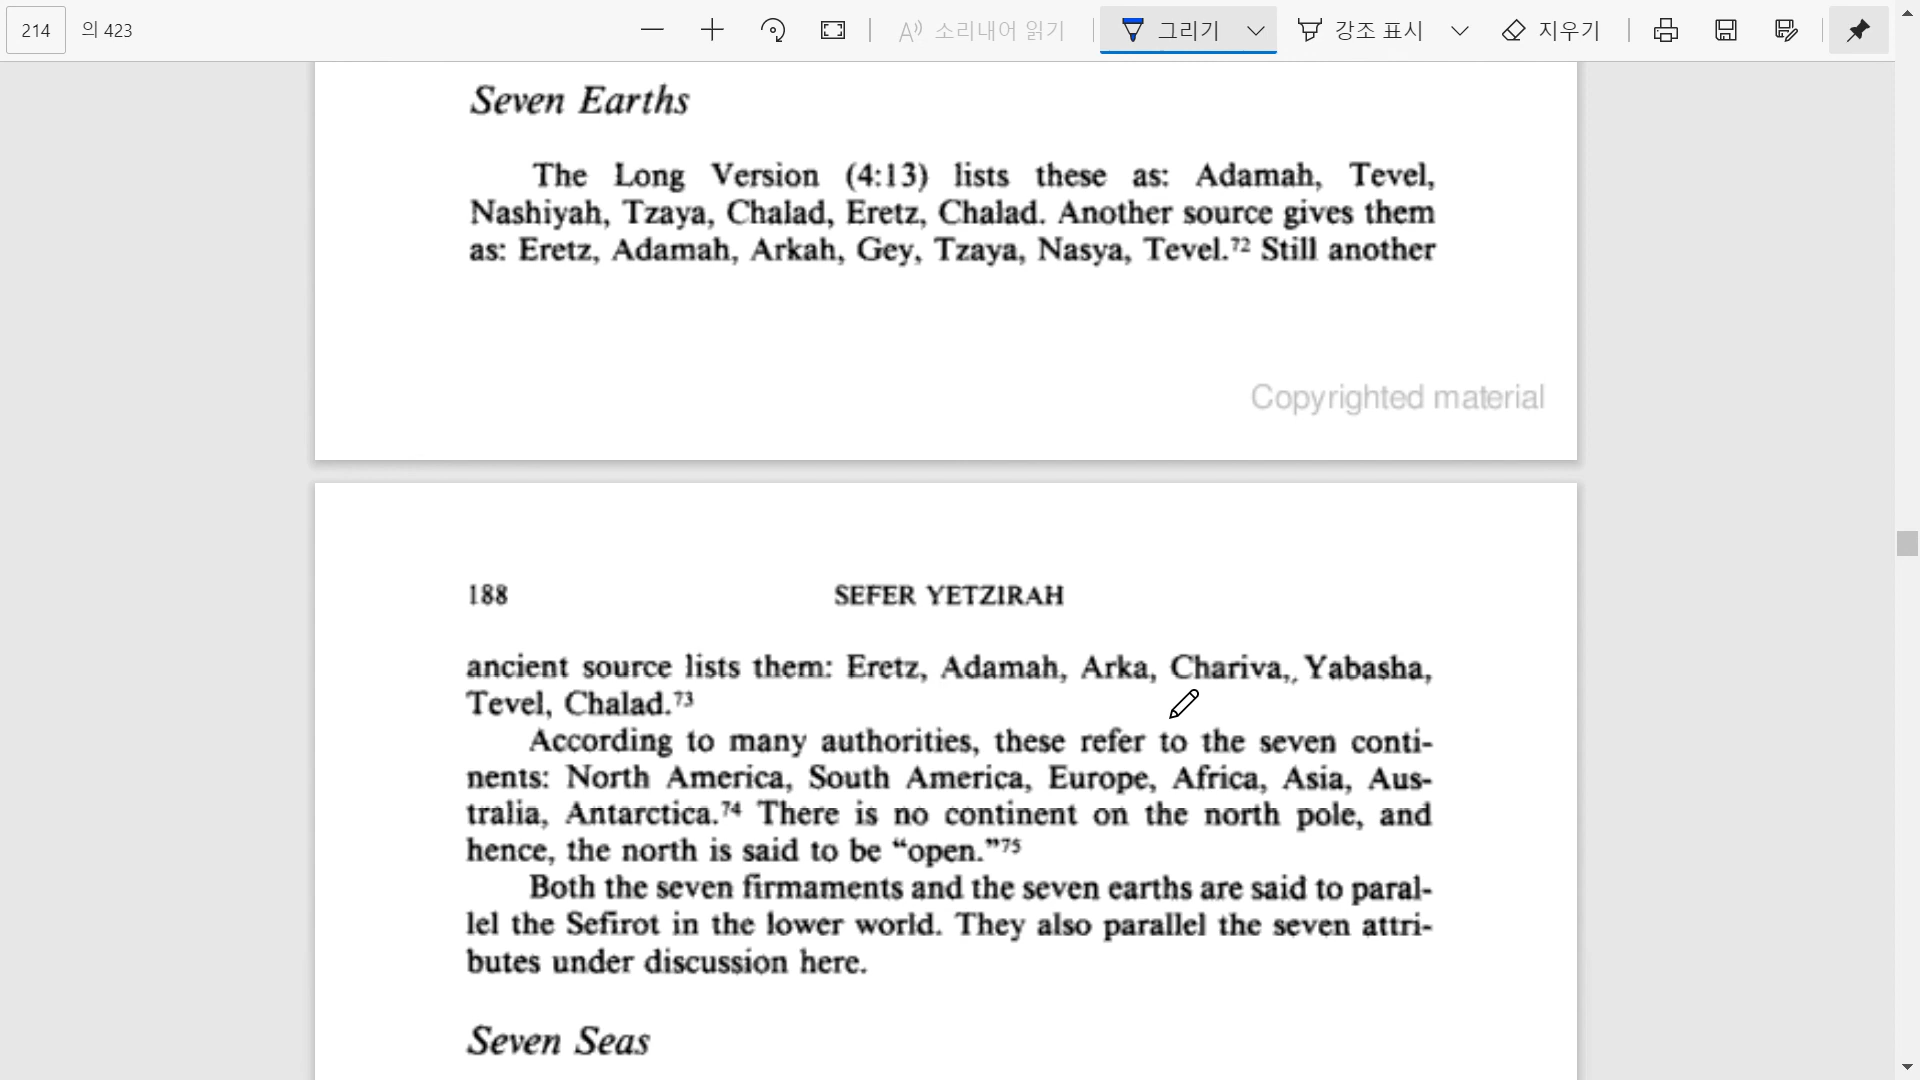 214 의 423 소리내어 읽기 그리기 강조 표시 지우기
Seven Earths
The Long Version (4:13) lists these as: Adamah, Tevel,
Nashiyah, Tzaya, Chalad, Eretz, Chalad. Another source gives them
as: Eretz, Adamah, Arkah, Gey, Tzaya, Nasya, Tevel.72 Still another
Copyrighted material
188 SEFER YETZIRAH
ancient source lists them: Eretz, Adamah, Arka, Chariva,, Yabasha,
Tevel, Chalad.73
According to many authorities, these refer to the seven conti-
nents: North America, South America, Europe, Africa, Asia, Aus-
tralia, Antarctica.74 There is no continent on the north pole, and
hence, the north is said to be “open.”75
Both the seven firmaments and the seven earths are said to paral-
lel the Sefirot in the lower world. They also parallel the seven attri-
butes under discussion here.
Seven Seas